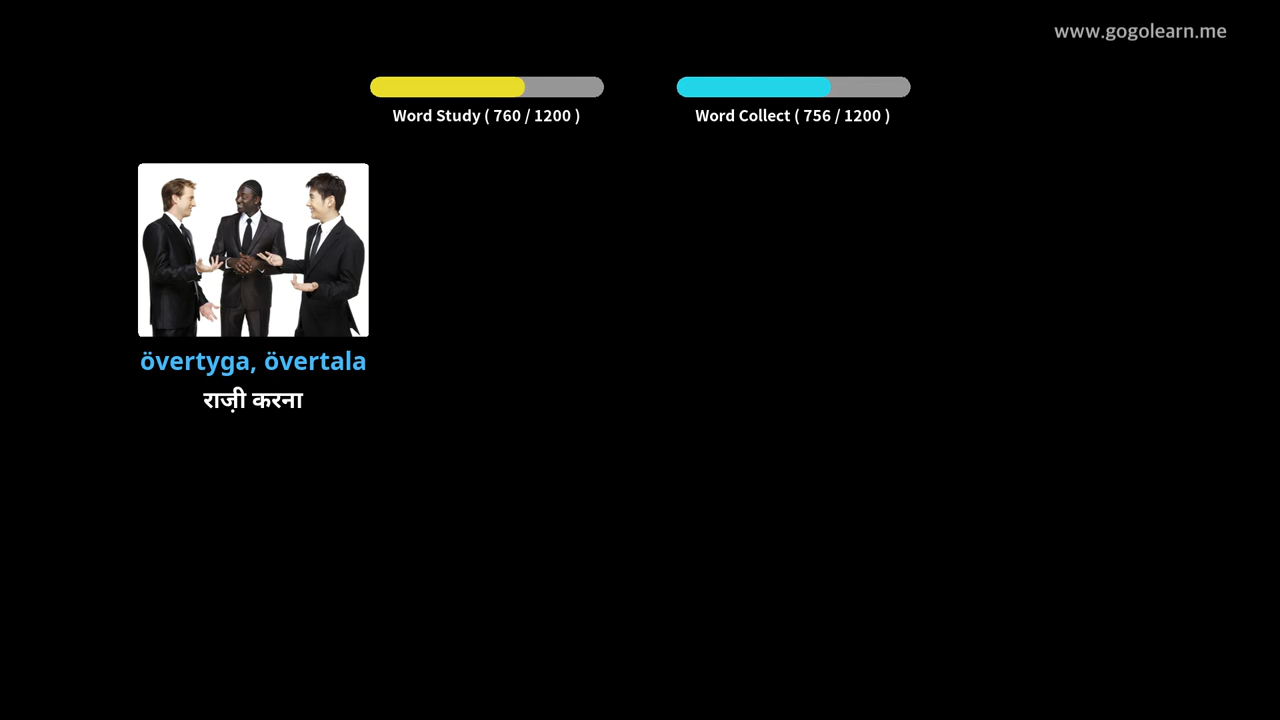 www.gogolearn.me
Word Study ( 760 / 1200 )
Word Collect ( 756 / 1200 )
övertyga, övertala
राज़ी करना